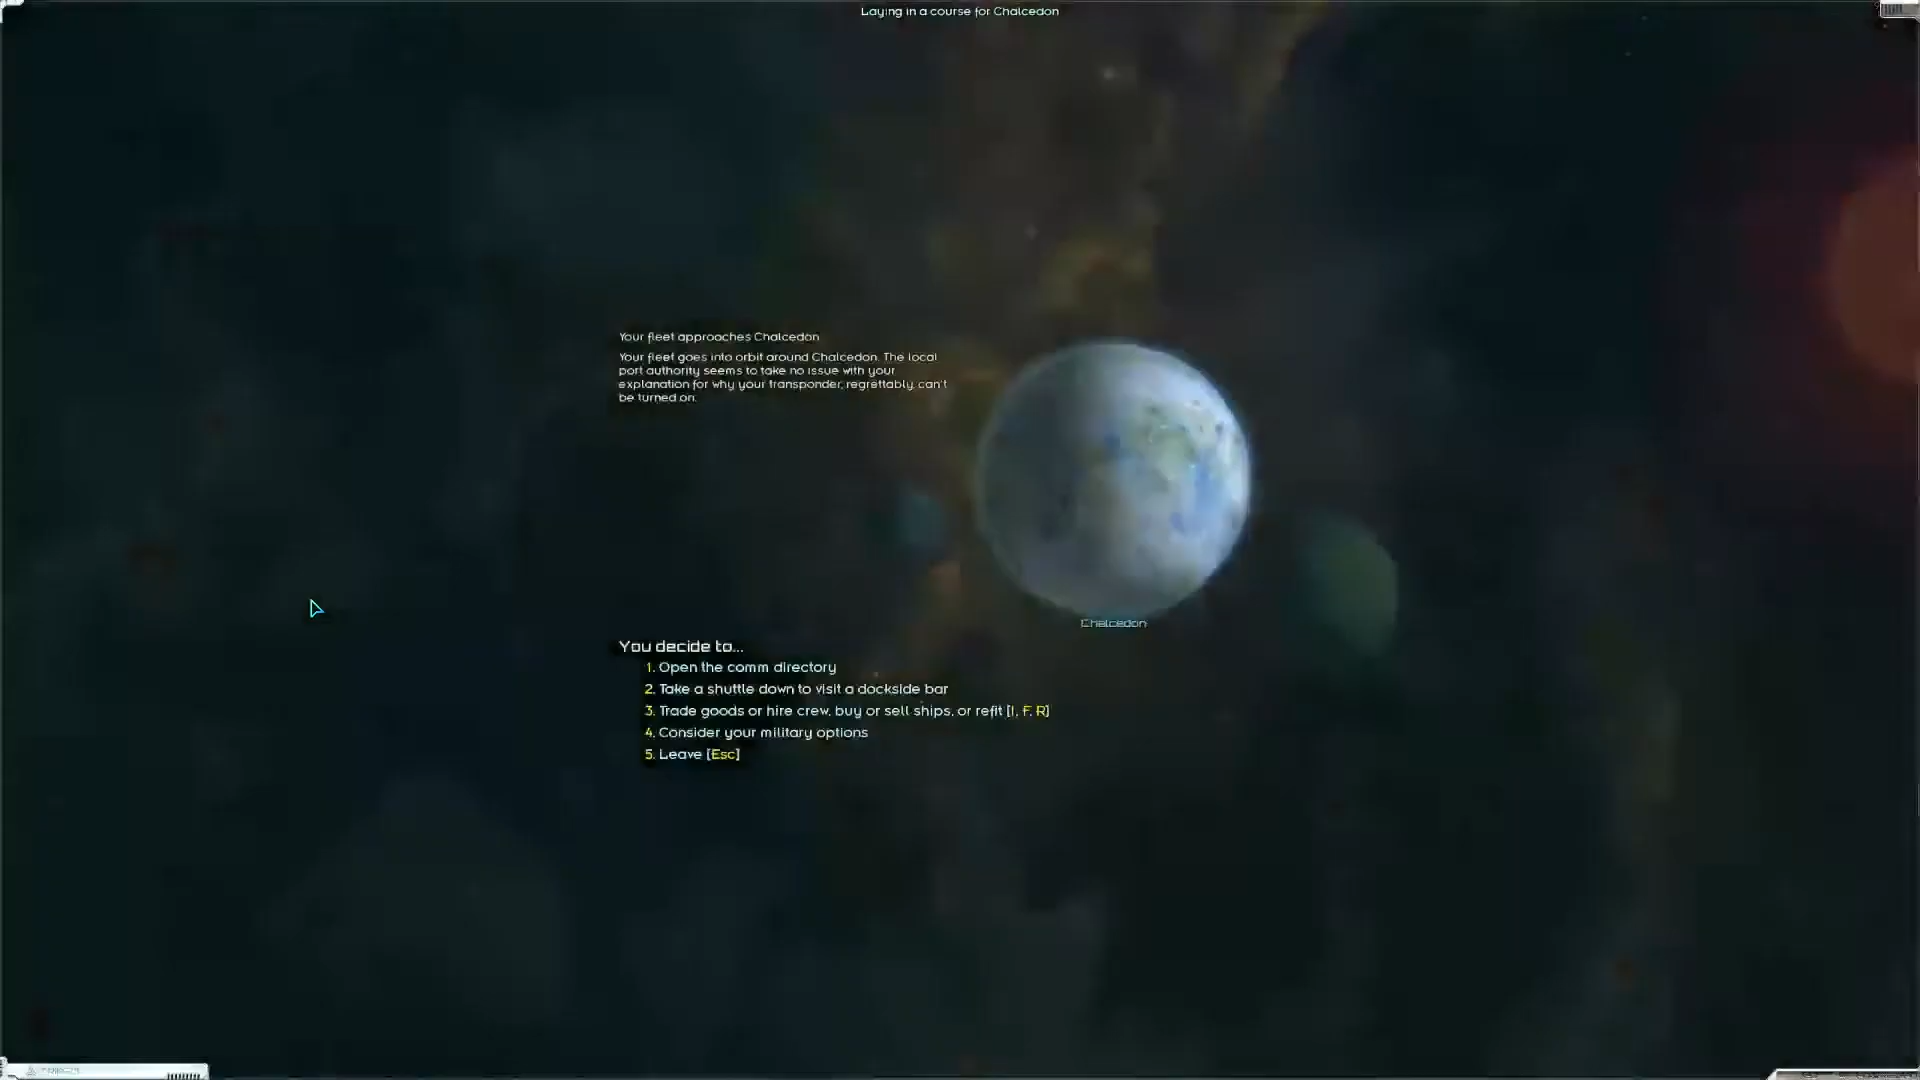 Laying in a course for Chalcedon
Your fleet approaches Chalcedon
Your fleet goes into orbit around Chalcedon. The local
port authority seems to take no issue with your
explanation for why your transponder, regrettably, can't
be turned on.
Chalcedon
You decide to...
1. Open the comm directory
2. Take a shuttle down to visit a dockside bar
3. Trade goods or hire crew, buy or sell ships, or refit [I, F, R]
4. Consider your military options
5. Leave [Esc]